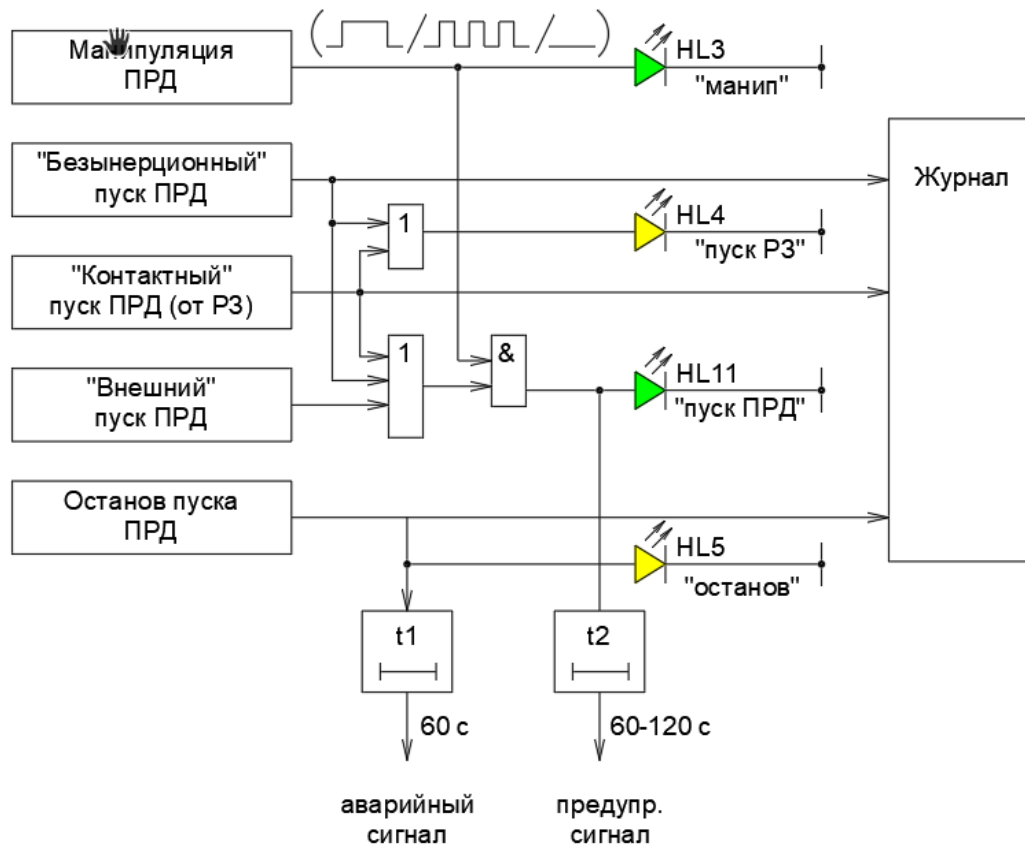 Манипуляция
ПРД
HL3
"манип"
"Безынерционный"
пуск ПРД
Журнал
1
HL4
"пуск РЗ"
"Контактный"
пуск ПРД (от РЗ)
1
&
HL11
"пуск ПРД"
"Внешний"
пуск ПРД
Останов пуска
ПРД
HL5
"останов"
t1
t2
60 с
60-120 с
аварийный
сигнал
предупр.
сигнал